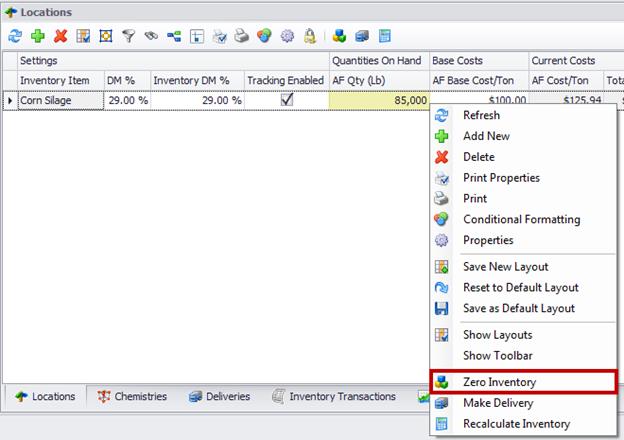 Locations
Settings Quantities On Hand Base Costs Current Costs
Inventory Item DM % Inventory DM % Tracking Enabled AF Qty (Lb) AF Base Cost/Ton AF Cost/Ton
Corn Silage 29.00 % 29.00 % 85,000 $100.00 $125.94
Refresh
Add New
Delete
Print Properties
Print
Conditional Formatting
Properties
Save New Layout
Reset to Default Layout
Save as Default Layout
Show Layouts
Show Toolbar
Zero Inventory
Make Delivery
Recalculate Inventory
Locations Chemistries Deliveries Inventory Transactions